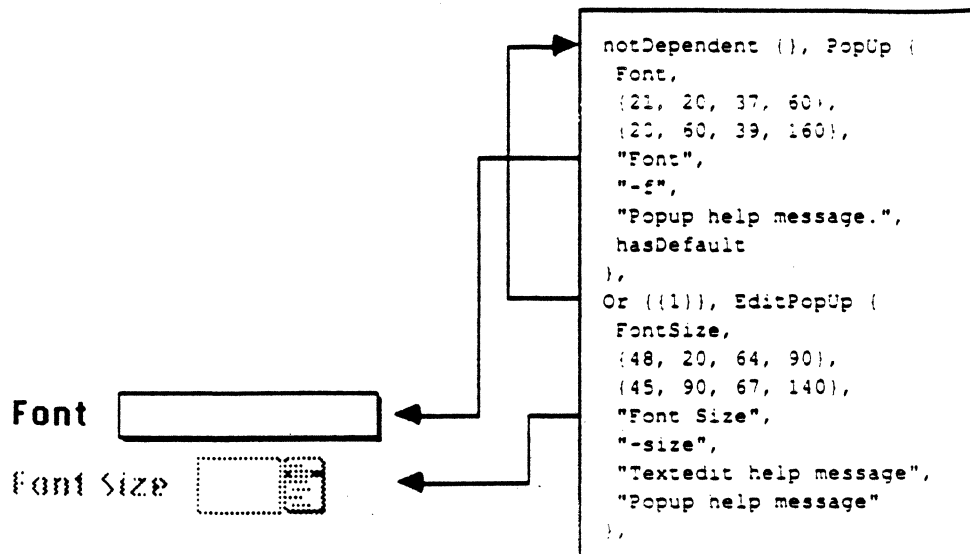 notDependent {}, PopUp {
Font,
{21, 20, 37, 60},
{20, 60, 39, 160},
"Font",
"-f",
"Popup help message.",
hasDefault
},
Or {{1}}, EditPopUp {
FontSize,
{48, 20, 64, 90},
{45, 90, 67, 140},
"Font Size",
"-size",
"Textedit help message",
"Popup help message"
},
Font
Font Size